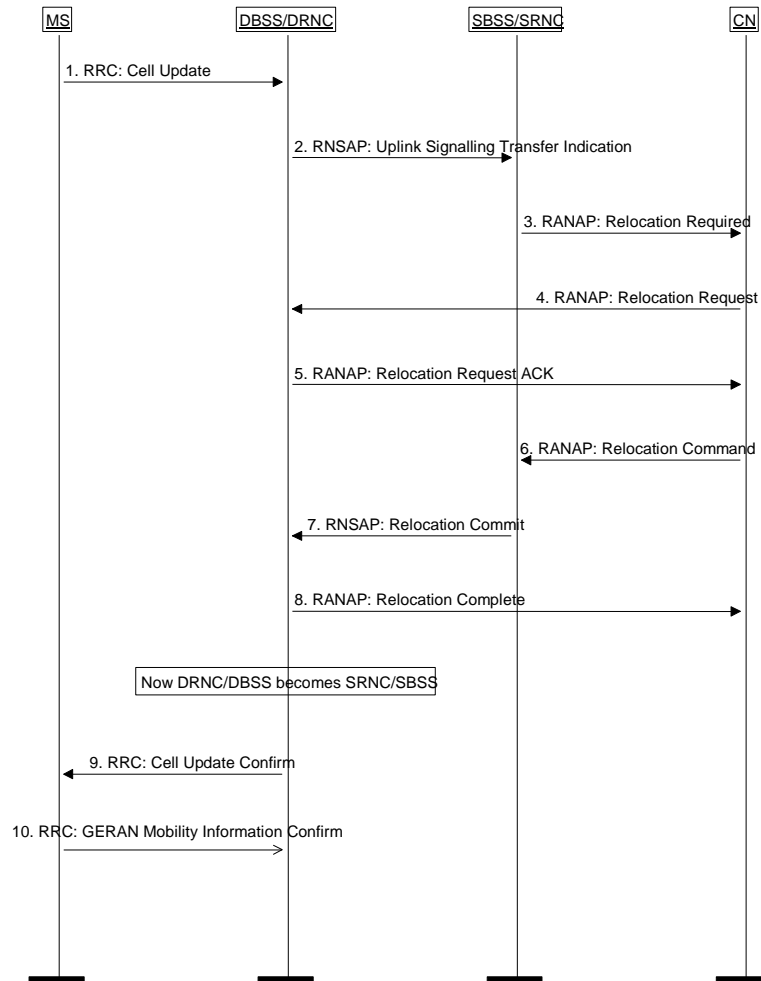 MS DBSS/DRNC SBSS/SRNC CN
1. RRC: Cell Update
2. RNSAP: Uplink Signalling Transfer Indication
3. RANAP: Relocation Required
4. RANAP: Relocation Request
5. RANAP: Relocation Request ACK
6. RANAP: Relocation Command
7. RNSAP: Relocation Commit
8. RANAP: Relocation Complete
Now DRNC/DBSS becomes SRNC/SBSS
9. RRC: Cell Update Confirm
10. RRC: GERAN Mobility Information Confirm